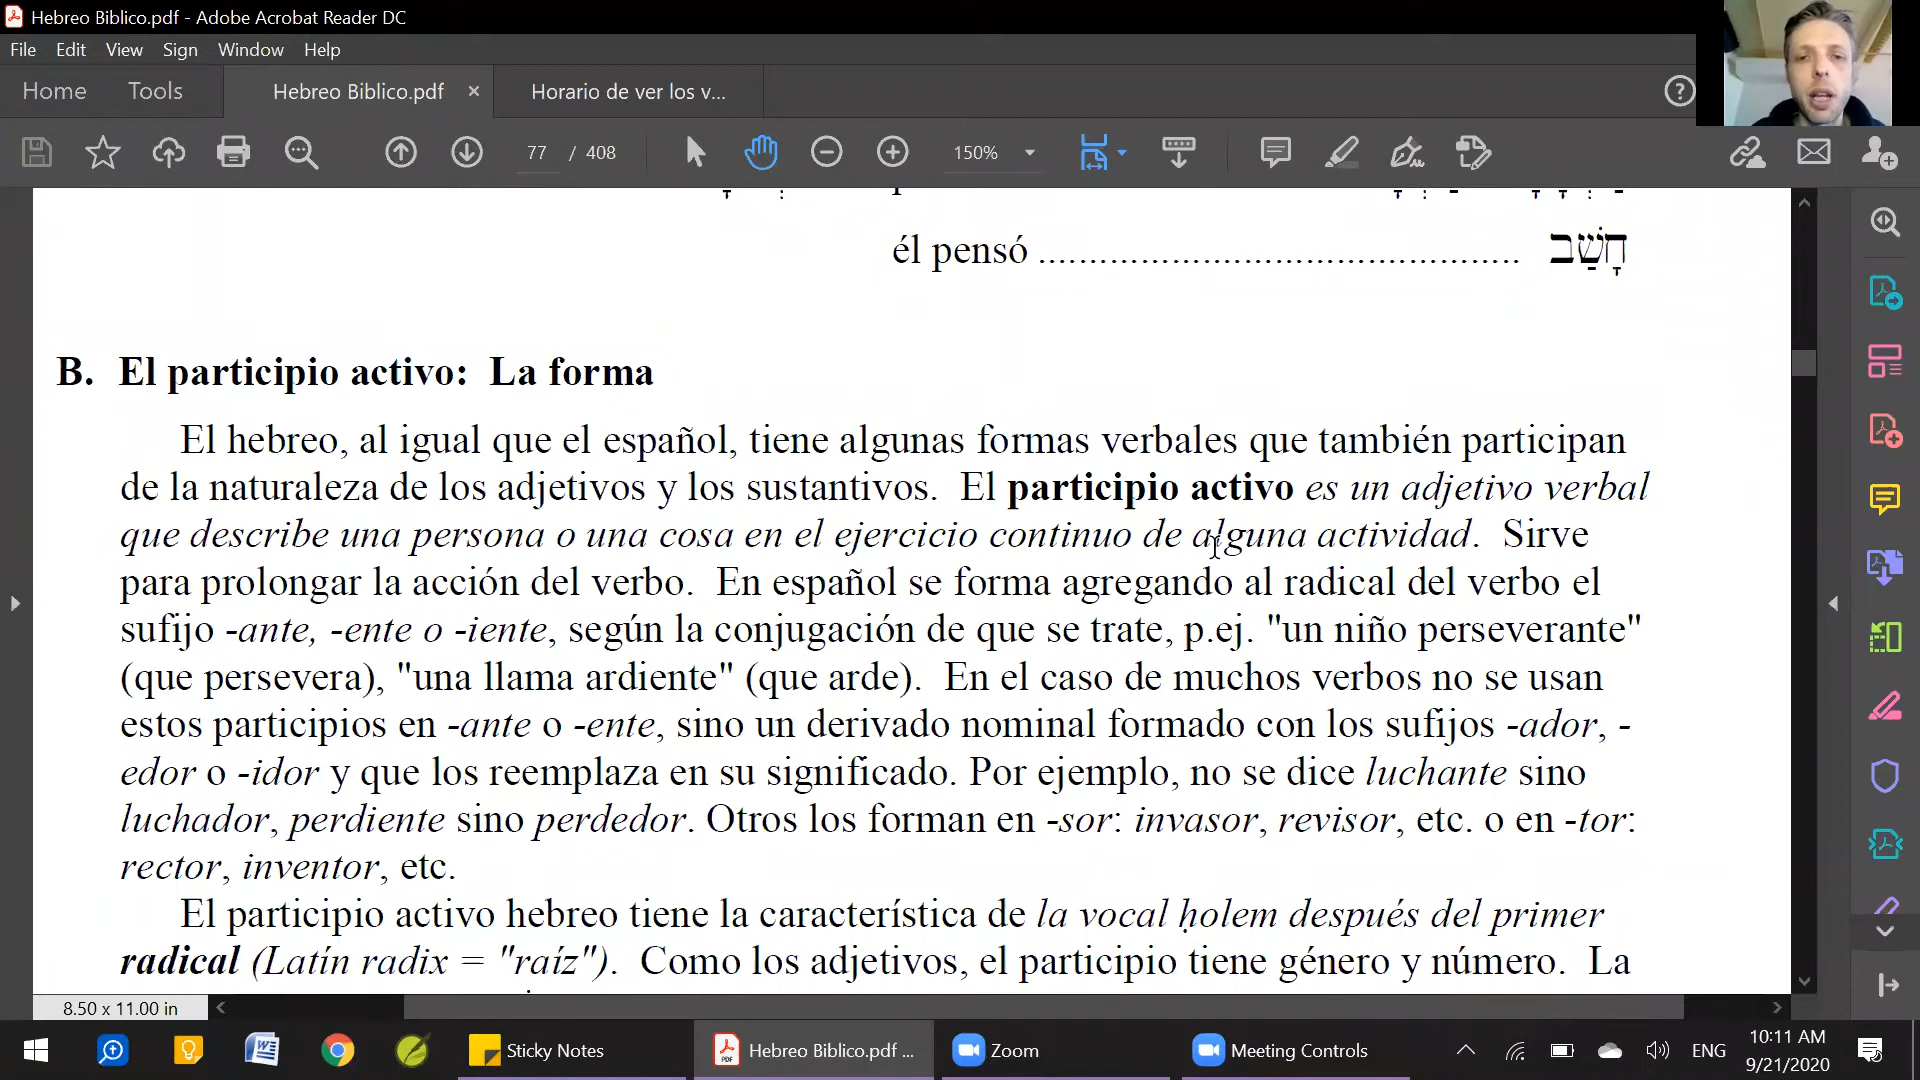 Hebreo Biblico.pdf - Adobe Acrobat Reader DC
File Edit View Sign Window Help
Home Tools Hebreo Biblico.pdf × Horario de ver los v...
77 / 408 150%
él pensó ............................................... חָשַׁב
B. El participio activo: La forma
El hebreo, al igual que el español, tiene algunas formas verbales que también participan
de la naturaleza de los adjetivos y los sustantivos. El participio activo es un adjetivo verbal
que describe una persona o una cosa en el ejercicio continuo de alguna actividad. Sirve
para prolongar la acción del verbo. En español se forma agregando al radical del verbo el
sufijo -ante, -ente o -iente, según la conjugación de que se trate, p.ej. "un niño perseverante"
(que persevera), "una llama ardiente" (que arde). En el caso de muchos verbos no se usan
estos participios en -ante o -ente, sino un derivado nominal formado con los sufijos -ador, -
edor o -idor y que los reemplaza en su significado. Por ejemplo, no se dice luchante sino
luchador, perdiente sino perdedor. Otros los forman en -sor: invasor, revisor, etc. o en -tor:
rector, inventor, etc.
El participio activo hebreo tiene la característica de la vocal ḥolem después del primer
radical (Latín radix = "raíz"). Como los adjetivos, el participio tiene género y número. La
8.50 x 11.00 in
Sticky Notes Hebreo Biblico.pdf ... Zoom Meeting Controls ENG 10:11 AM
9/21/2020